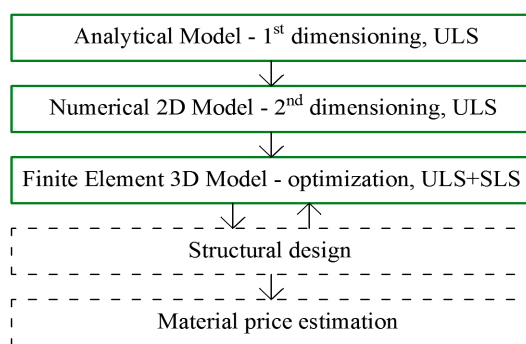 Analytical Model - 1st dimensioning, ULS
Numerical 2D Model - 2nd dimensioning, ULS
Finite Element 3D Model - optimization, ULS+SLS
Structural design
Material price estimation